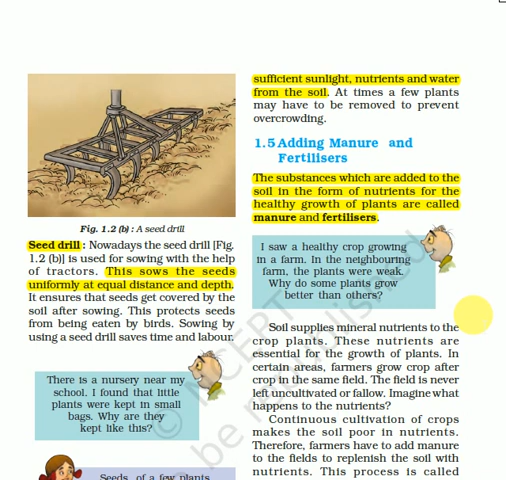 Fig. 1.2 (b) : A seed drill
Seed drill : Nowadays the seed drill [Fig.
1.2 (b)] is used for sowing with the help
of tractors. This sows the seeds
uniformly at equal distance and depth.
It ensures that seeds get covered by the
soil after sowing. This protects seeds
from being eaten by birds. Sowing by
using a seed drill saves time and labour.
There is a nursery near my
school. I found that little
plants were kept in small
bags. Why are they
kept like this?
Seeds of a few plants
sufficient sunlight, nutrients and water
from the soil. At times a few plants
may have to be removed to prevent
overcrowding.
1.5 Adding Manure and
Fertilisers
The substances which are added to the
soil in the form of nutrients for the
healthy growth of plants are called
manure and fertilisers.
I saw a healthy crop growing
in a farm. In the neighbouring
farm, the plants were weak.
Why do some plants grow
better than others?
Soil supplies mineral nutrients to the
crop plants. These nutrients are
essential for the growth of plants. In
certain areas, farmers grow crop after
crop in the same field. The field is never
left uncultivated or fallow. Imagine what
happens to the nutrients?
Continuous cultivation of crops
makes the soil poor in nutrients.
Therefore, farmers have to add manure
to the fields to replenish the soil with
nutrients. This process is called
© NCERT
be republished